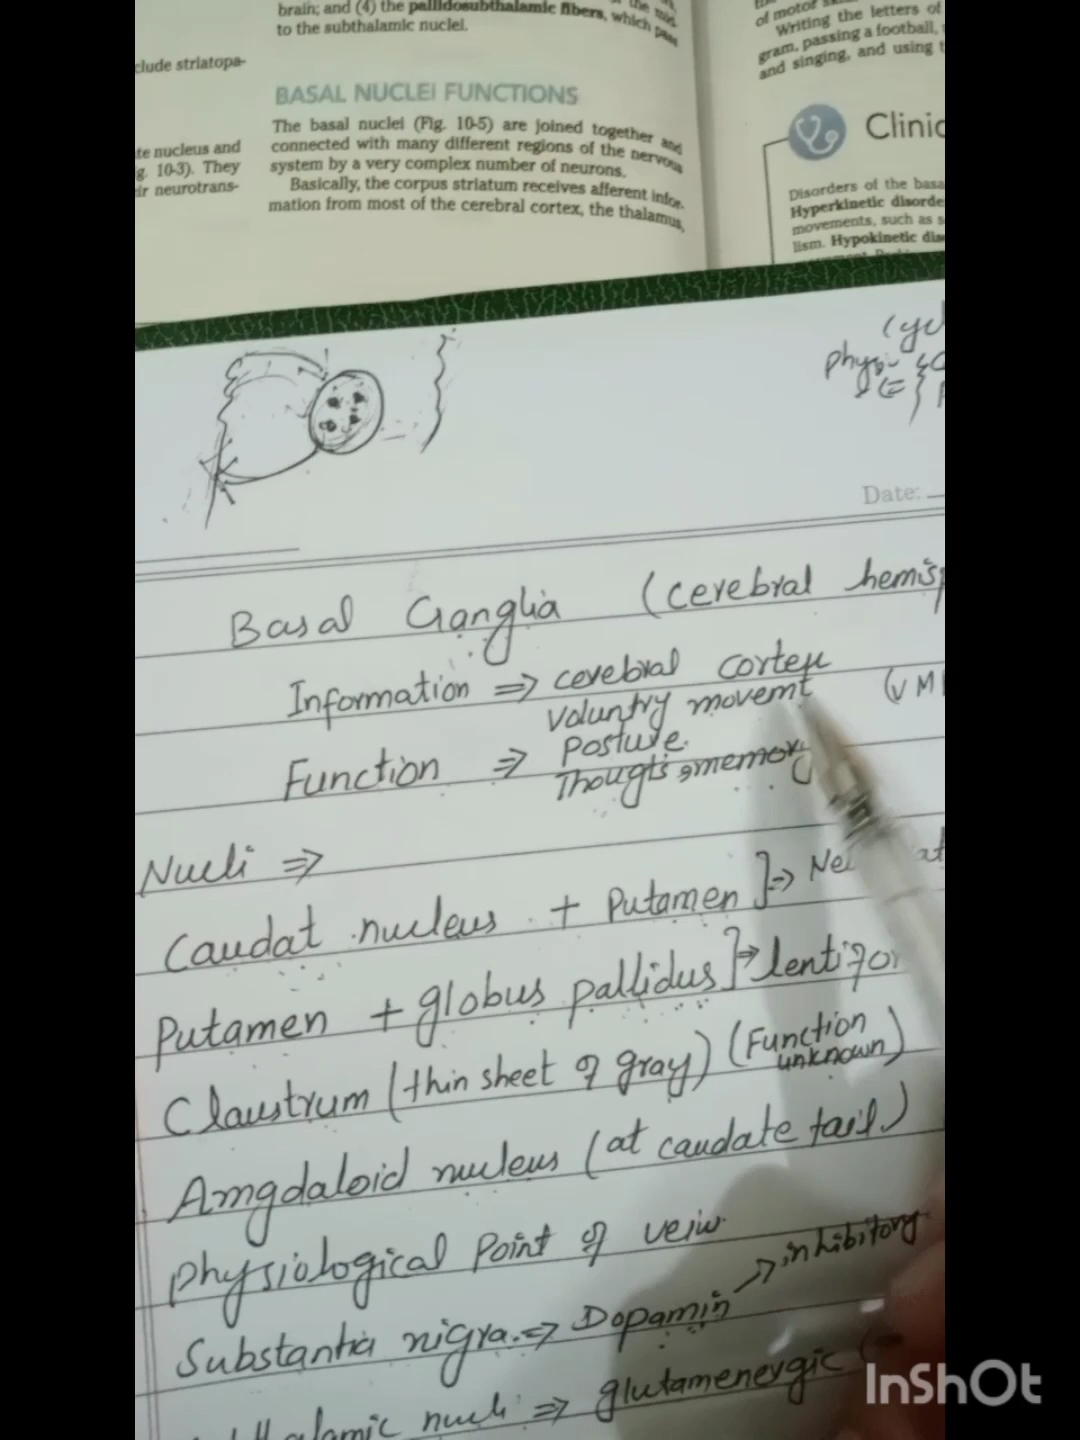 brain; and (4) the pallidosubthalamic fibers, which pass
to the subthalamic nuclei.
clude striatopa-
te nucleus and
g. 10-3). They
ir neurotrans-
BASAL NUCLEI FUNCTIONS
The basal nuclei (Fig. 10-5) are joined together and
connected with many different regions of the nervous
system by a very complex number of neurons.
Basically, the corpus striatum receives afferent infor-
mation from most of the cerebral cortex, the thalamus,
of motor
Writing the letters of
gram, passing a football,
and singing, and using t
Clinic
Disorders of the basa
Hyperkinetic disorde
movements, such as s
lism. Hypokinetic dis
Date:
Basal Ganglia (cerebral hemisp
Information ⇒ cerebral cortex
Voluntry movemt
Function ⇒ Posture.
Thougts, memory
Nucli ⇒
Caudat nucleus + Putamen ] ⇒ Ne
Putamen + globus pallidus ] ⇒ lentifor
Claustrum (thin sheet of gray) (Function
unknown)
Amgdaloid nucleus (at caudate tail)
Physiological Point of veiw
Substantia nigra ⇒ Dopamin → inhibitory
alamic nucli ⇒ glutamenergic
InShOt